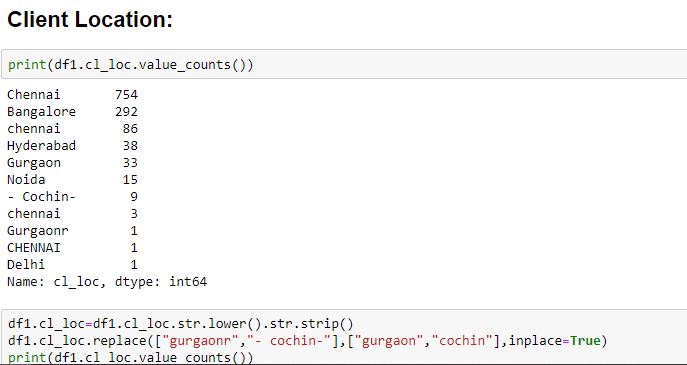 Client Location:
print(df1.cl_loc.value_counts())
Chennai 754
Bangalore 292
chennai 86
Hyderabad 38
Gurgaon 33
Noida 15
- Cochin- 9
chennai 3
Gurgaonr 1
CHENNAI 1
Delhi 1
Name: cl_loc, dtype: int64
df1.cl_loc=df1.cl_loc.str.lower().str.strip()
df1.cl_loc.replace(["gurgaonr","- cochin-"],["gurgaon","cochin"],inplace=True)
print(df1.cl_loc.value_counts())